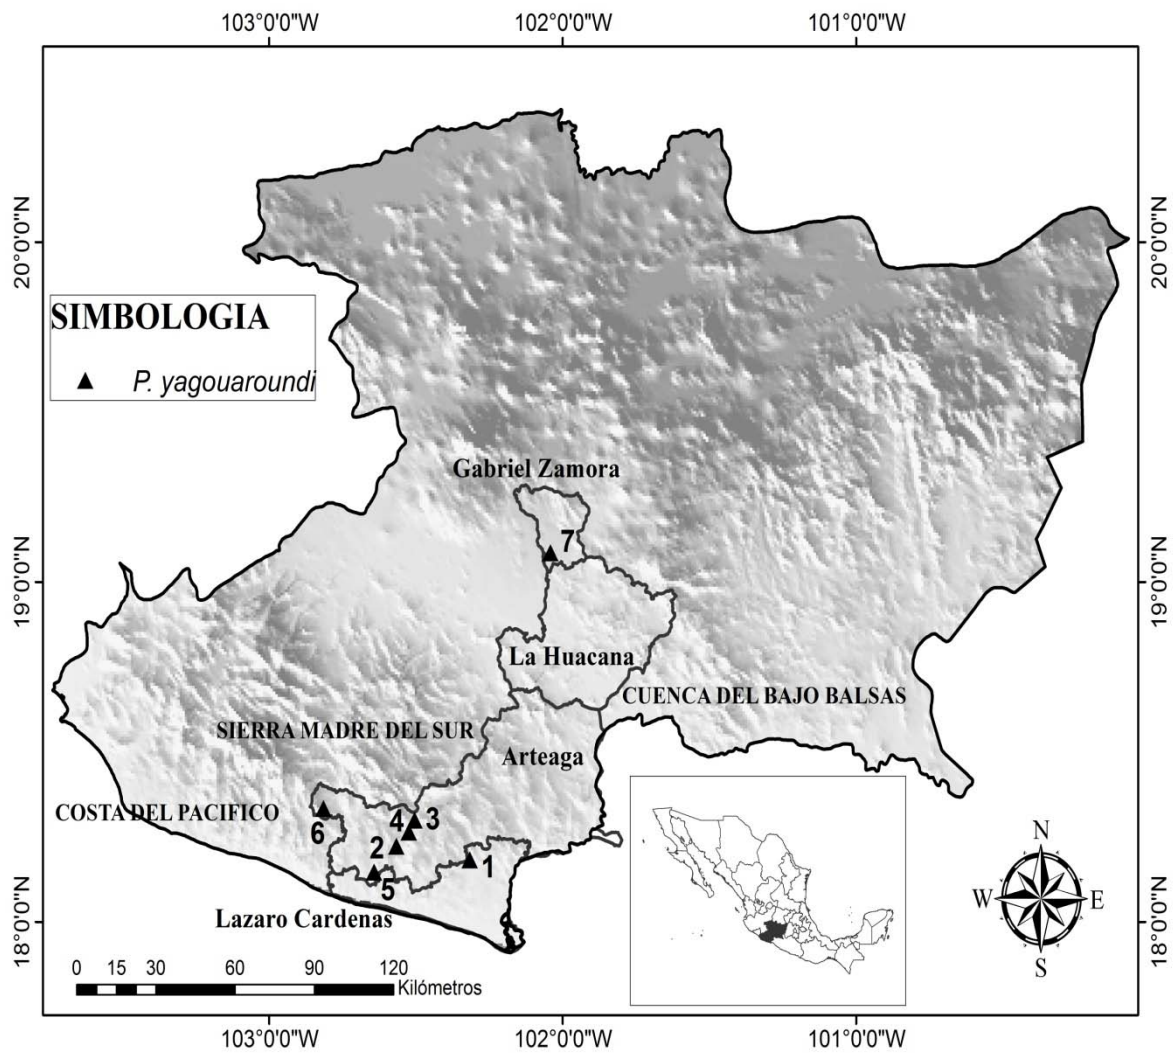 103°0'0"W 102°0'0"W 101°0'0"W
20°0'0"N 20°0'0"N
SIMBOLOGIA
P. yagouaroundi
Gabriel Zamora
7
19°0'0"N 19°0'0"N
La Huacana
CUENCA DEL BAJO BALSAS
SIERRA MADRE DEL SUR
Arteaga
COSTA DEL PACIFICO
4 3
6
2
1
5
N
W E
S
Lazaro Cardenas
18°0'0"N 18°0'0"N
0 15 30 60 90 120
Kilómetros
103°0'0"W 102°0'0"W 101°0'0"W